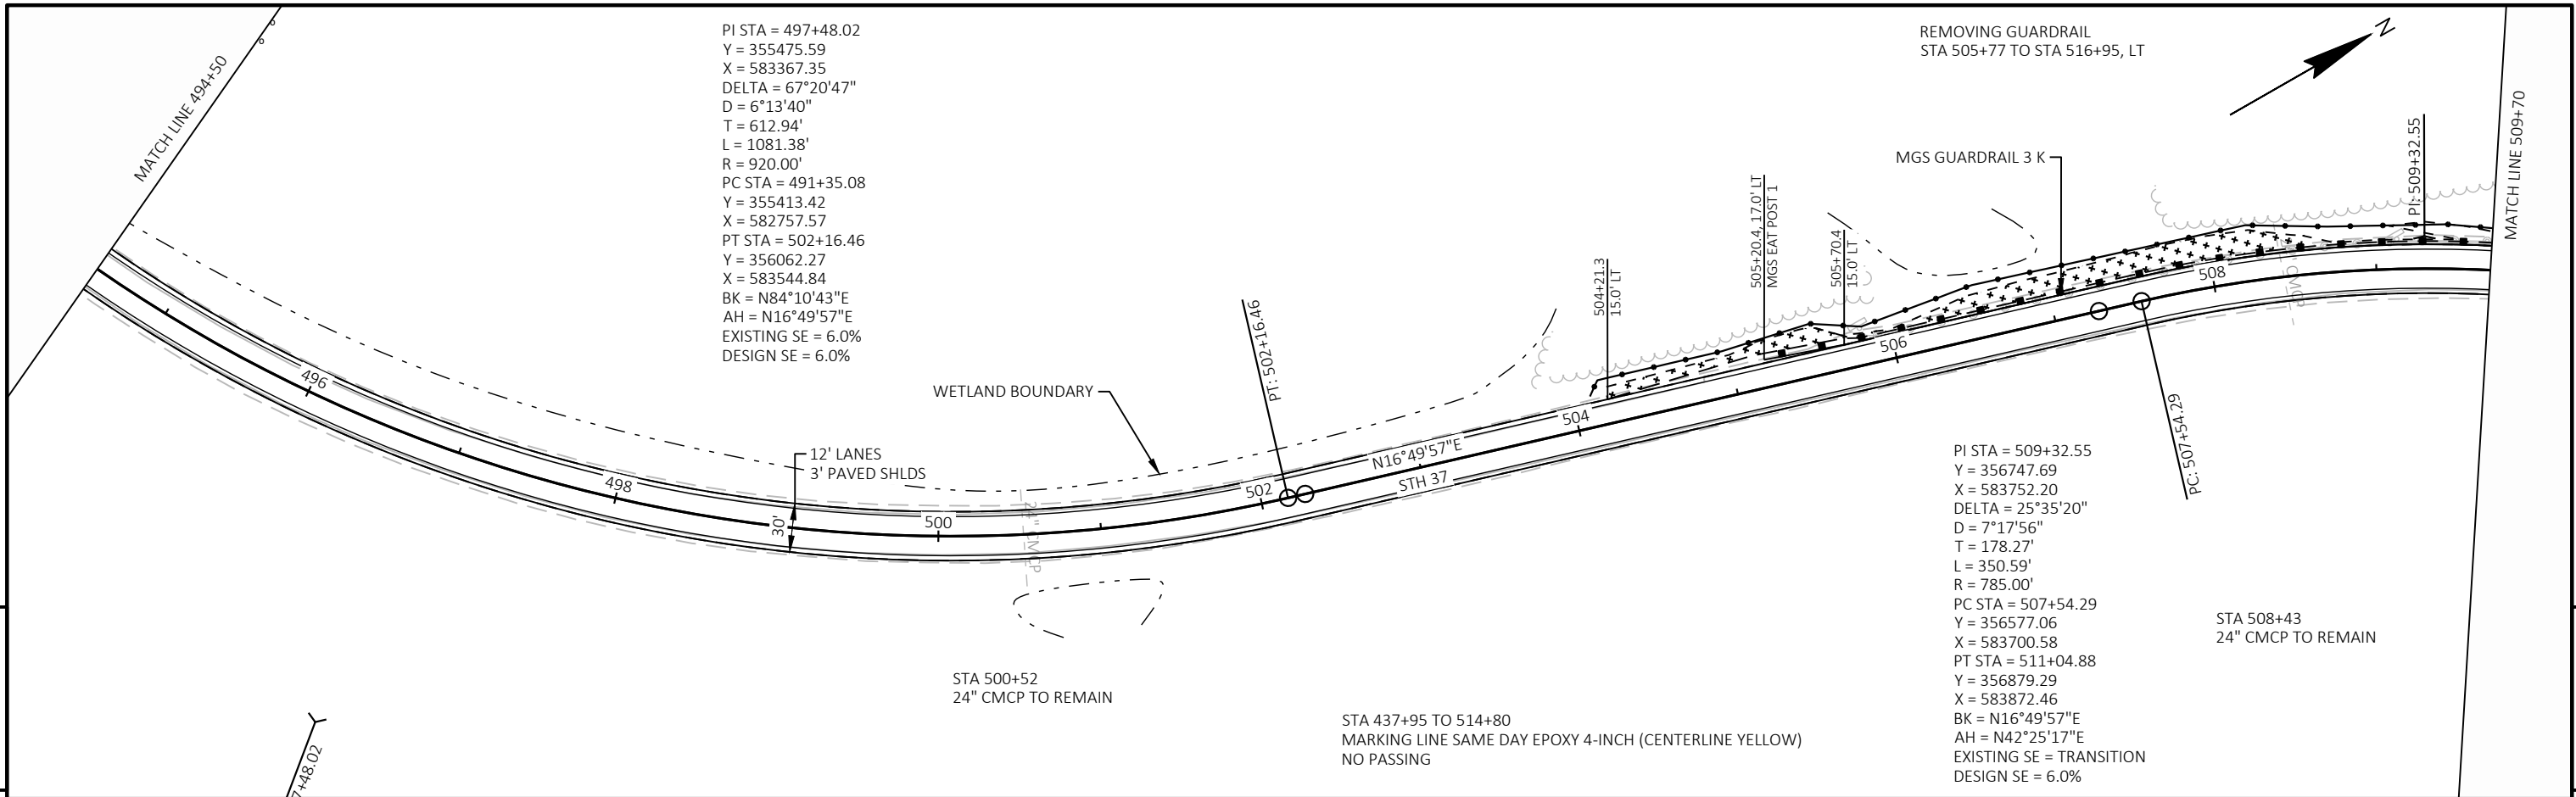 MATCH LINE 494+50
PI STA = 497+48.02
Y = 355475.59
X = 583367.35
DELTA = 67°20'47"
D = 6°13'40"
T = 612.94'
L = 1081.38'
R = 920.00'
PC STA = 491+35.08
Y = 355413.42
X = 582757.57
PT STA = 502+16.46
Y = 356062.27
X = 583544.84
BK = N84°10'43"E
AH = N16°49'57"E
EXISTING SE = 6.0%
DESIGN SE = 6.0%
REMOVING GUARDRAIL
STA 505+77 TO STA 516+95, LT
N
MGS GUARDRAIL 3 K
PI: 509+32.55
MATCH LINE 509+70
505+20.4, 17.0' LT
MGS EAT POST 1
505+70.4
15.0' LT
504+21.3
15.0' LT
PT: 502+16.46
WETLAND BOUNDARY
12' LANES
3' PAVED SHLDS
30'
496
498
500
502
504
506
508
N16°49'57"E
STH 37
24" CMCP
CMCP
PC: 507+54.29
STA 500+52
24" CMCP TO REMAIN
STA 437+95 TO 514+80
MARKING LINE SAME DAY EPOXY 4-INCH (CENTERLINE YELLOW)
NO PASSING
PI STA = 509+32.55
Y = 356747.69
X = 583752.20
DELTA = 25°35'20"
D = 7°17'56"
T = 178.27'
L = 350.59'
R = 785.00'
PC STA = 507+54.29
Y = 356577.06
X = 583700.58
PT STA = 511+04.88
Y = 356879.29
X = 583872.46
BK = N16°49'57"E
AH = N42°25'17"E
EXISTING SE = TRANSITION
DESIGN SE = 6.0%
STA 508+43
24" CMCP TO REMAIN
7+48.02